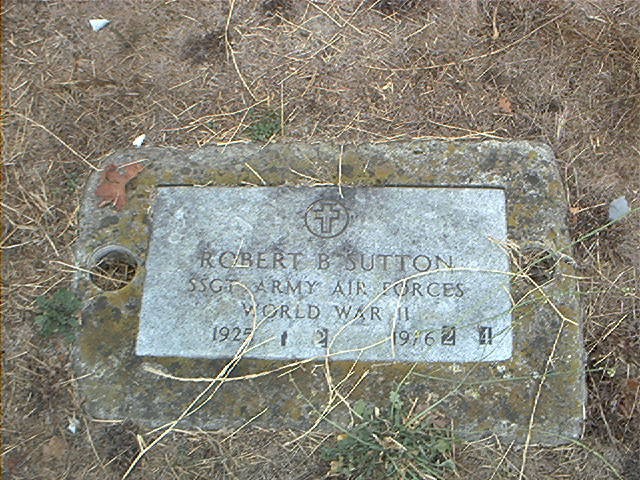 ROBERT B SUTTON
SSGT ARMY AIR FORCES
WORLD WAR II
1925